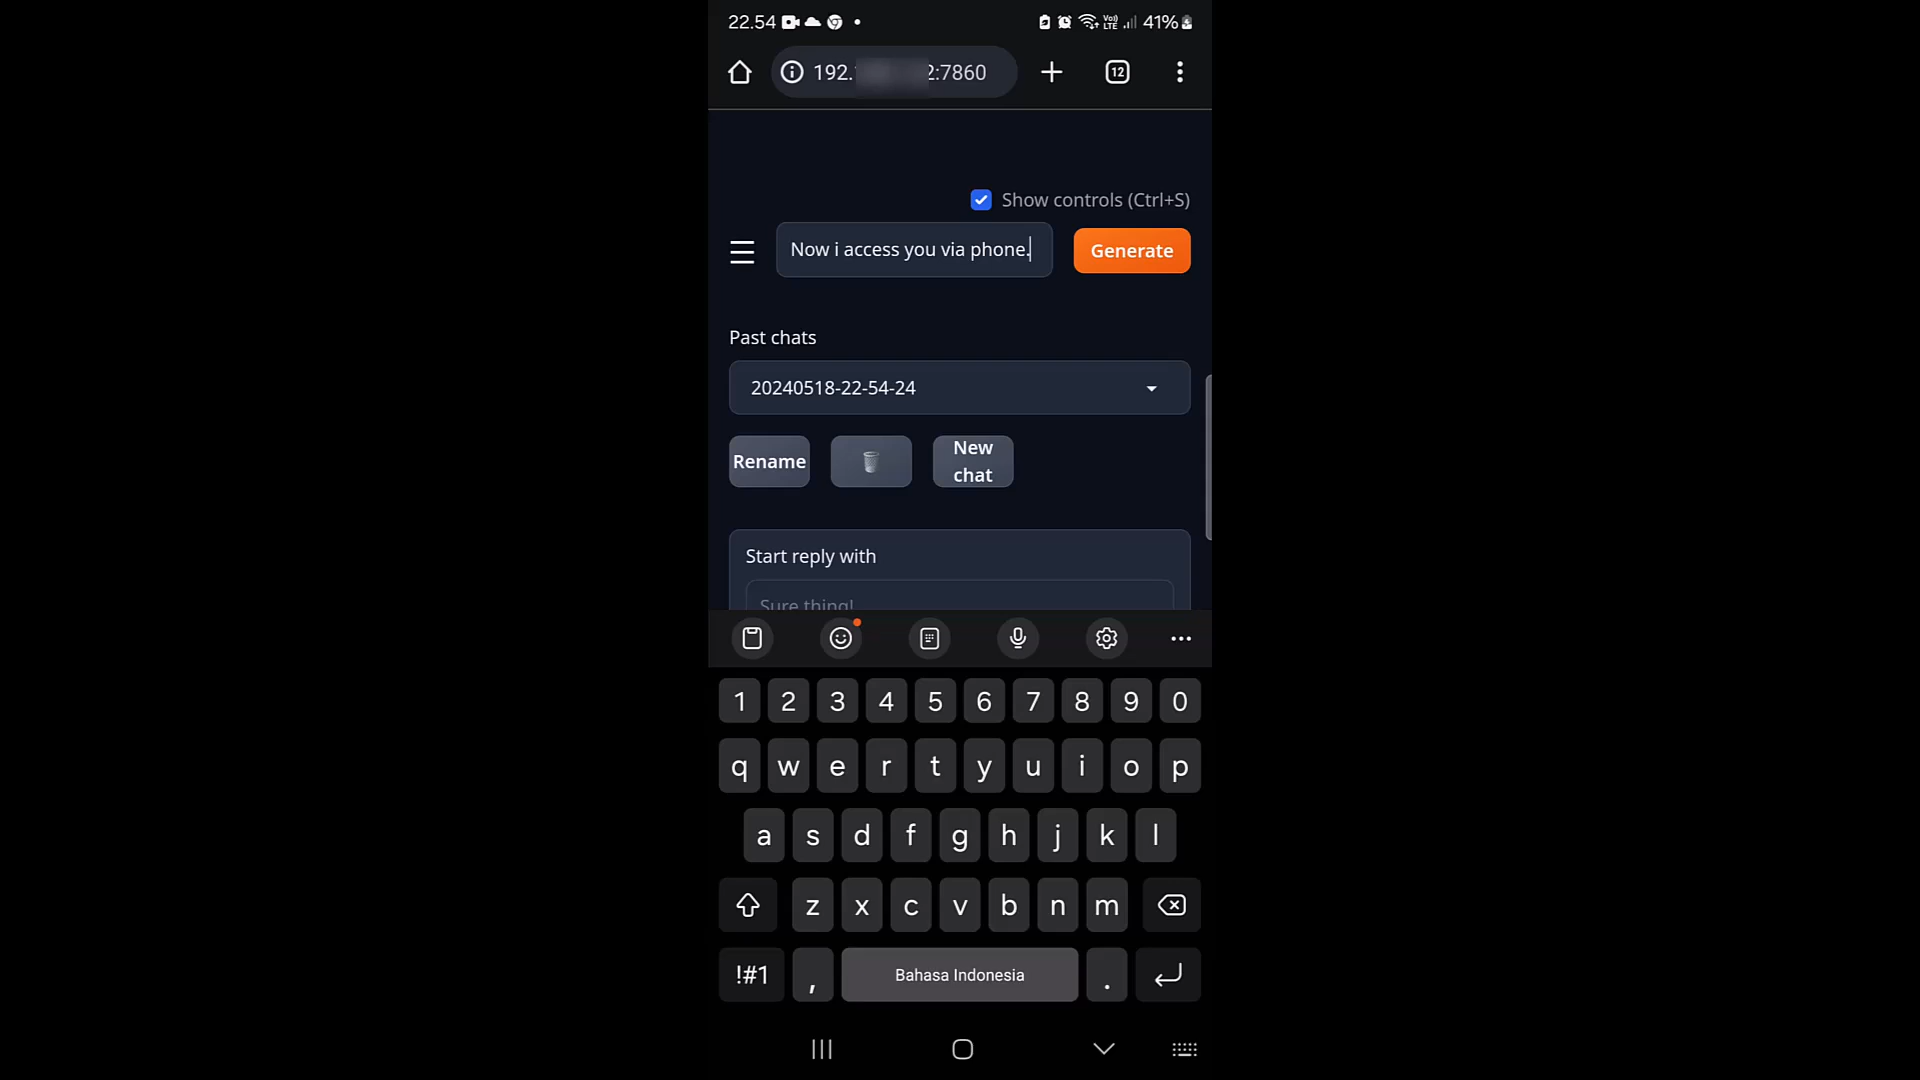 22.54
41%
192.
2:7860
12
Show controls (Ctrl+S)
Now i access you via phone.
Generate
Past chats
20240518-22-54-24
Rename
New
chat
Start reply with
Sure thing!
1 2 3 4 5 6 7 8 9 0
q w e r t y u i o p
a s d f g h j k l
z x c v b n m
!#1 , Bahasa Indonesia .